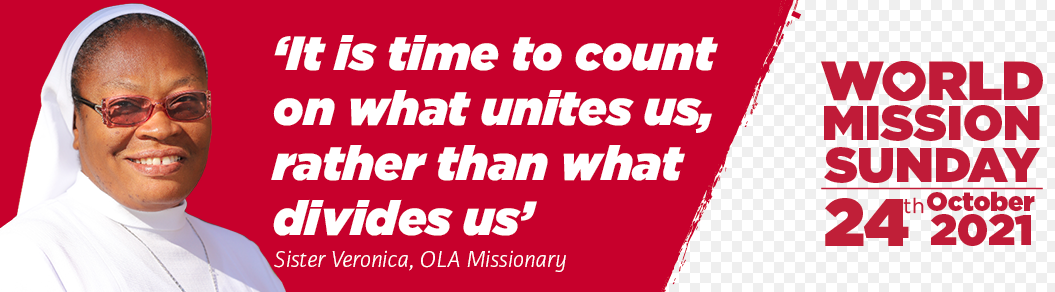 ‘It is time to count
on what unites us,
rather than what
divides us’
Sister Veronica, OLA Missionary
WORLD
MISSION
SUNDAY
24th October
2021